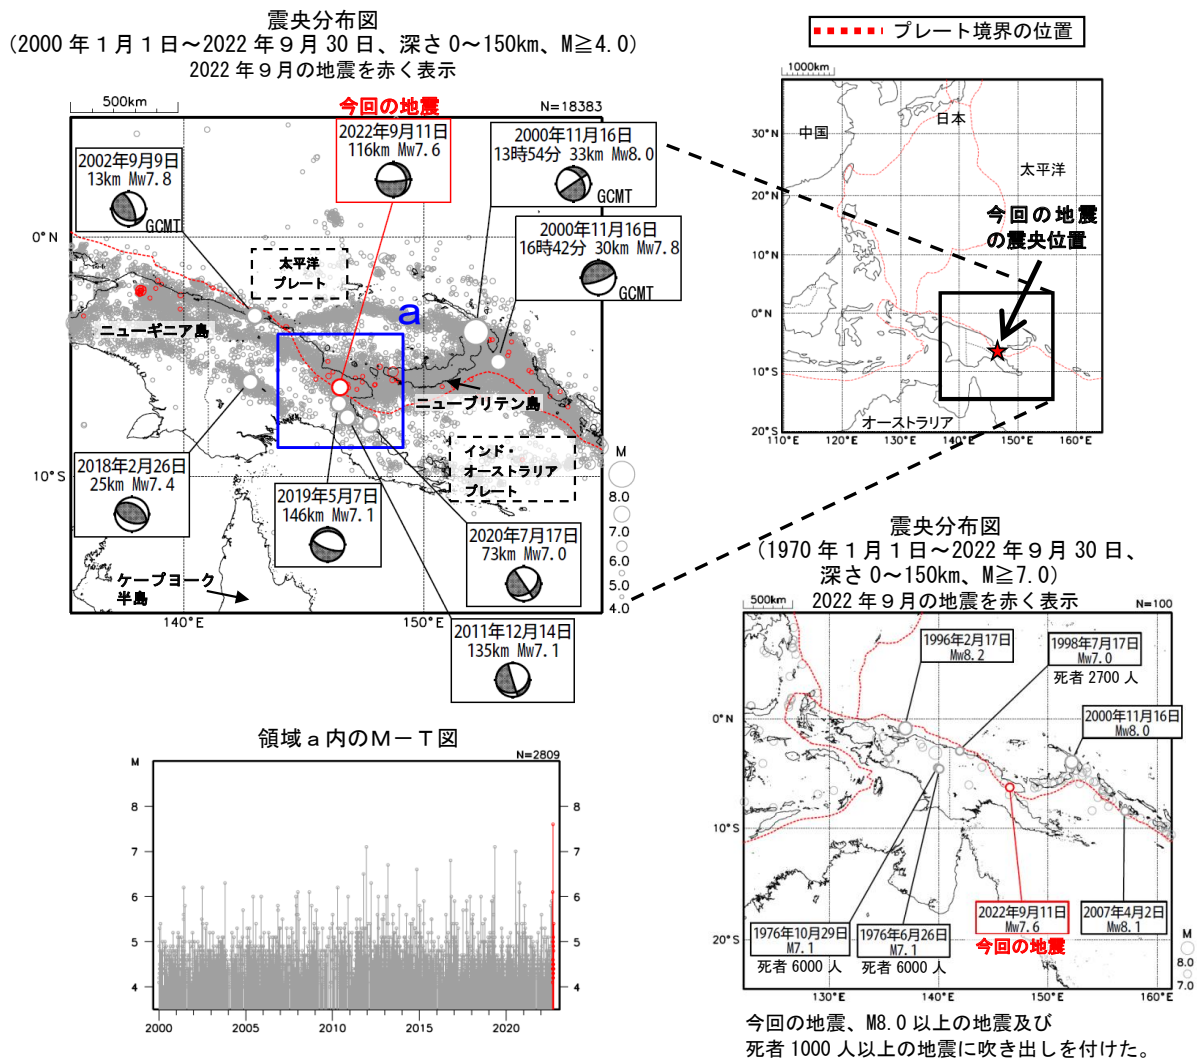 震央分布図
(2000年1月1日~2022年9月30日、深さ0~150km、M≧4.0)
2022年9月の地震を赤く表示
500km
N=18383
今回の地震
2022年9月11日
116km Mw7.6
2002年9月9日
13km Mw7.8
GCMT
2000年11月16日
13時54分 33km Mw8.0
GCMT
2000年11月16日
16時42分 30km Mw7.8
GCMT
0°N
太平洋
プレート
a
ニューギニア島
ニューブリテン島
インド・
オーストラリア
プレート
10°S
2018年2月26日
25km Mw7.4
2019年5月7日
146km Mw7.1
2020年7月17日
73km Mw7.0
ケープヨーク
半島
2011年12月14日
135km Mw7.1
140°E
150°E
M
8.0
7.0
6.0
5.0
4.0
プレート境界の位置
1000km
中国
日本
太平洋
今回の地震
の震央位置
オーストラリア
30°N
20°N
10°N
0°N
10°S
20°S
110°E
120°E
130°E
140°E
150°E
160°E
震央分布図
(1970年1月1日~2022年9月30日、
深さ0~150km、M≧7.0)
2022年9月の地震を赤く表示
500km
N=100
1996年2月17日
Mw8.2
1998年7月17日
Mw7.0
死者2700人
2000年11月16日
Mw8.0
0°N
10°S
20°S
1976年10月29日
M7.1
死者6000人
1976年6月26日
M7.1
死者6000人
2022年9月11日
Mw7.6
今回の地震
2007年4月2日
Mw8.1
M
8.0
7.0
130°E
140°E
150°E
160°E
今回の地震、M8.0以上の地震及び
死者1000人以上の地震に吹き出しを付けた。
領域a内のM-T図
N=2809
M
8
7
6
5
4
8
7
6
5
4
2000
2005
2010
2015
2020